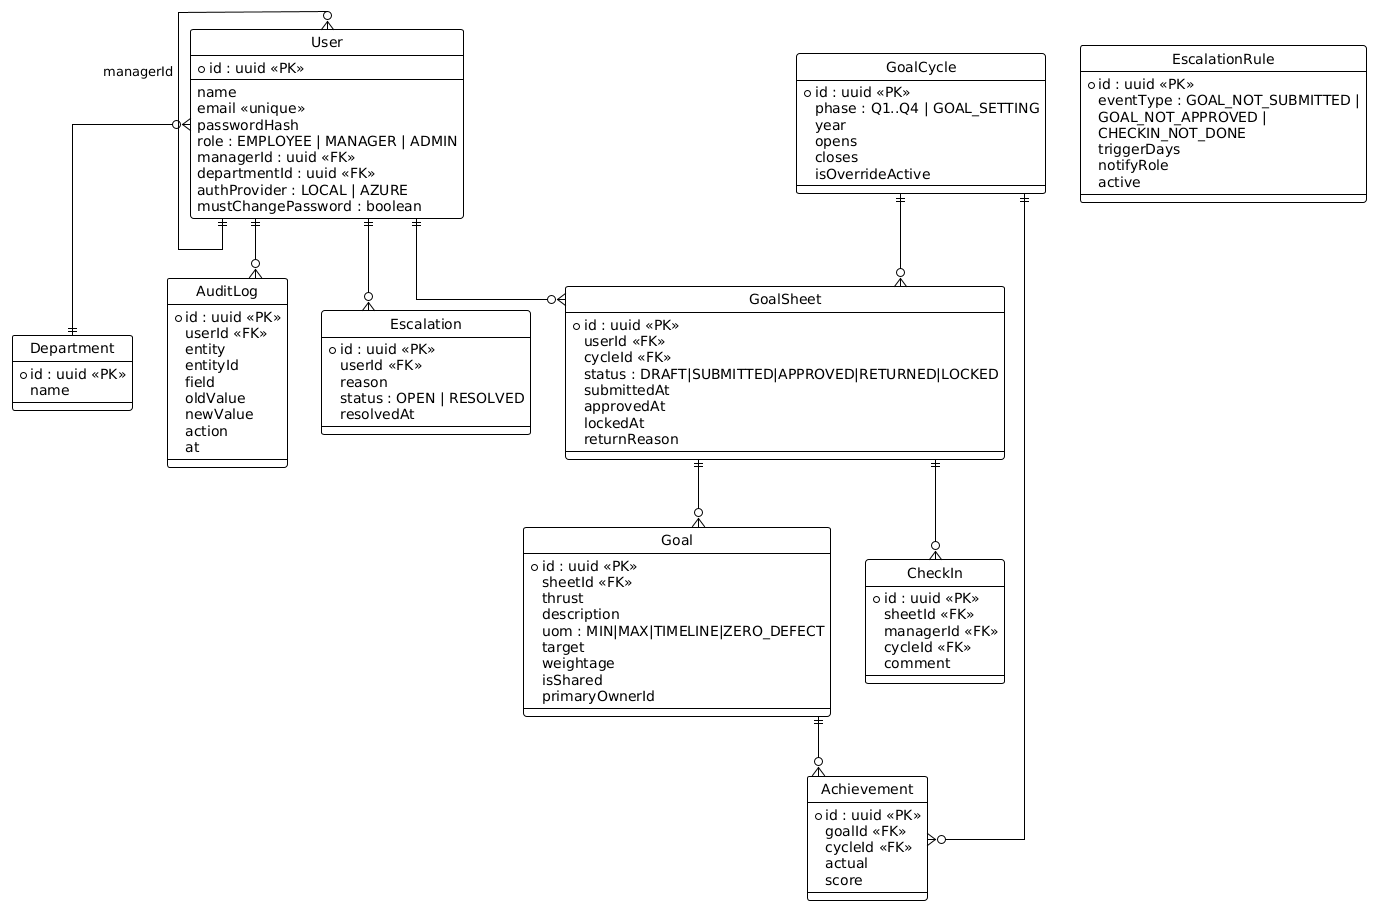 managerId
User
id : uuid «PK»
name
email «unique»
passwordHash
role : EMPLOYEE | MANAGER | ADMIN
managerId : uuid «FK»
departmentId : uuid «FK»
authProvider : LOCAL | AZURE
mustChangePassword : boolean
GoalCycle
id : uuid «PK»
phase : Q1..Q4 | GOAL_SETTING
year
opens
closes
isOverrideActive
EscalationRule
id : uuid «PK»
eventType : GOAL_NOT_SUBMITTED |
GOAL_NOT_APPROVED |
CHECKIN_NOT_DONE
triggerDays
notifyRole
active
Department
id : uuid «PK»
name
AuditLog
id : uuid «PK»
userId «FK»
entity
entityId
field
oldValue
newValue
action
at
Escalation
id : uuid «PK»
userId «FK»
reason
status : OPEN | RESOLVED
resolvedAt
GoalSheet
id : uuid «PK»
userId «FK»
cycleId «FK»
status : DRAFT|SUBMITTED|APPROVED|RETURNED|LOCKED
submittedAt
approvedAt
lockedAt
returnReason
Goal
id : uuid «PK»
sheetId «FK»
thrust
description
uom : MIN|MAX|TIMELINE|ZERO_DEFECT
target
weightage
isShared
primaryOwnerId
CheckIn
id : uuid «PK»
sheetId «FK»
managerId «FK»
cycleId «FK»
comment
Achievement
id : uuid «PK»
goalId «FK»
cycleId «FK»
actual
score